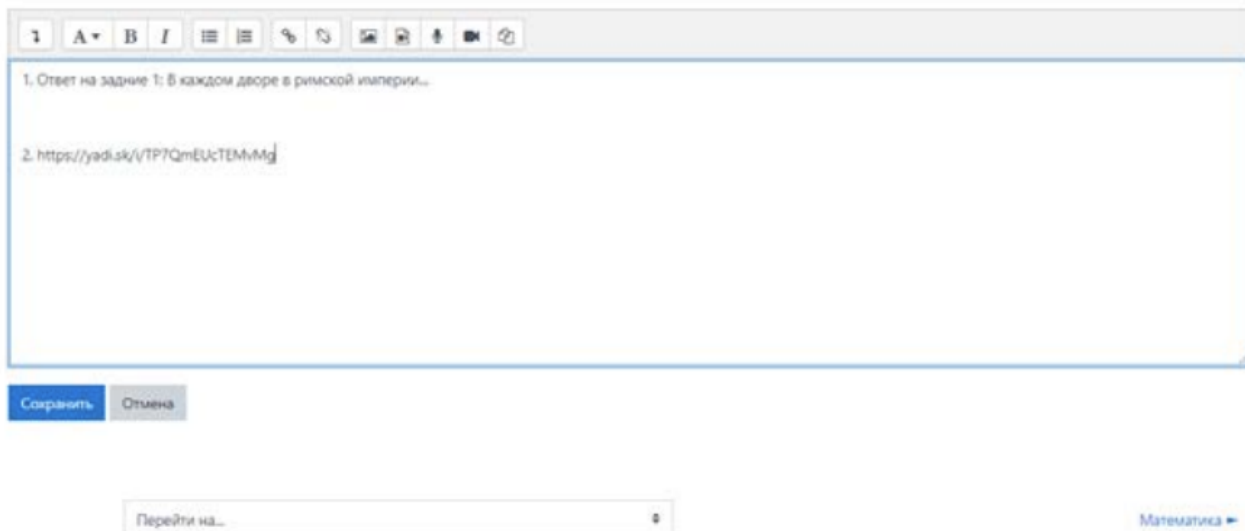 A B I
1. Ответ на задние 1: В каждом дворе в римской империи...
2. https://yadi.sk/i/TP7QmEUcTEMvMg
Сохранить Отмена
Перейти на... Математика